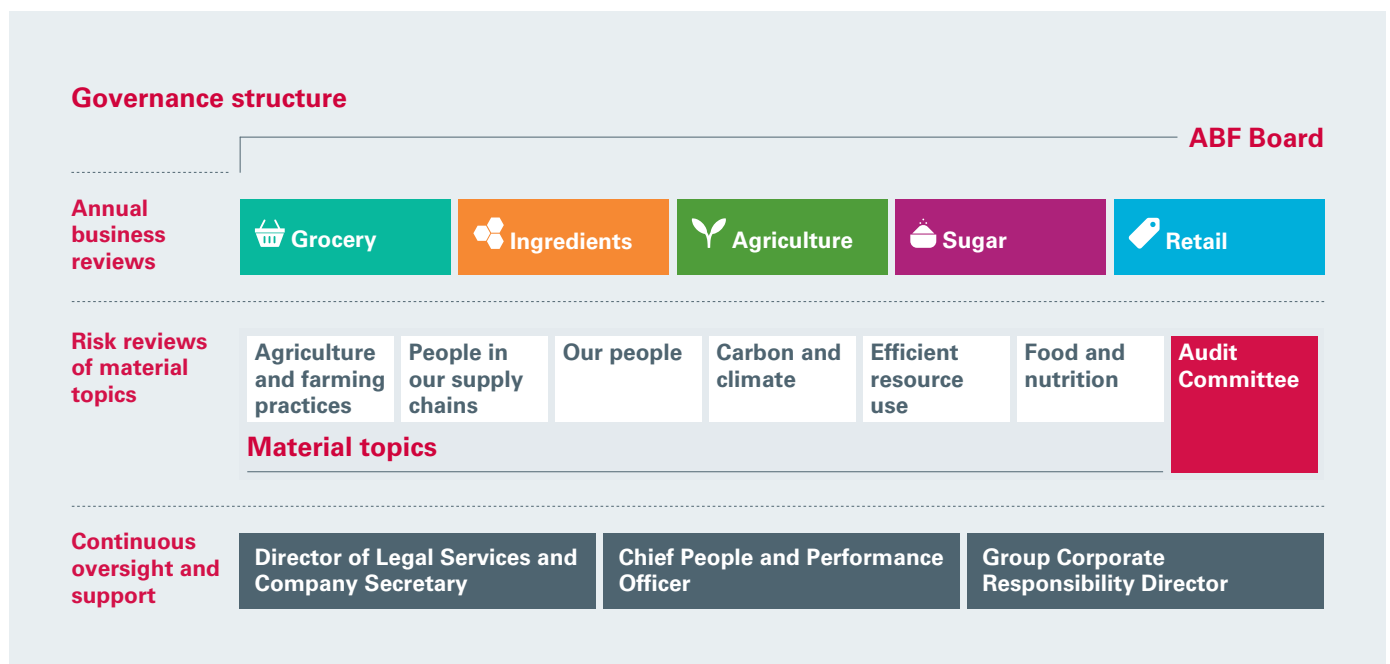 Governance structure
ABF Board
Annual
business
reviews
Grocery
Ingredients
Agriculture
Sugar
Retail
Risk reviews
of material
topics
Agriculture
and farming
practices
People in
our supply
chains
Our people
Carbon and
climate
Efficient
resource
use
Food and
nutrition
Audit
Committee
Material topics
Continuous
oversight and
support
Director of Legal Services and
Company Secretary
Chief People and Performance
Officer
Group Corporate
Responsibility Director